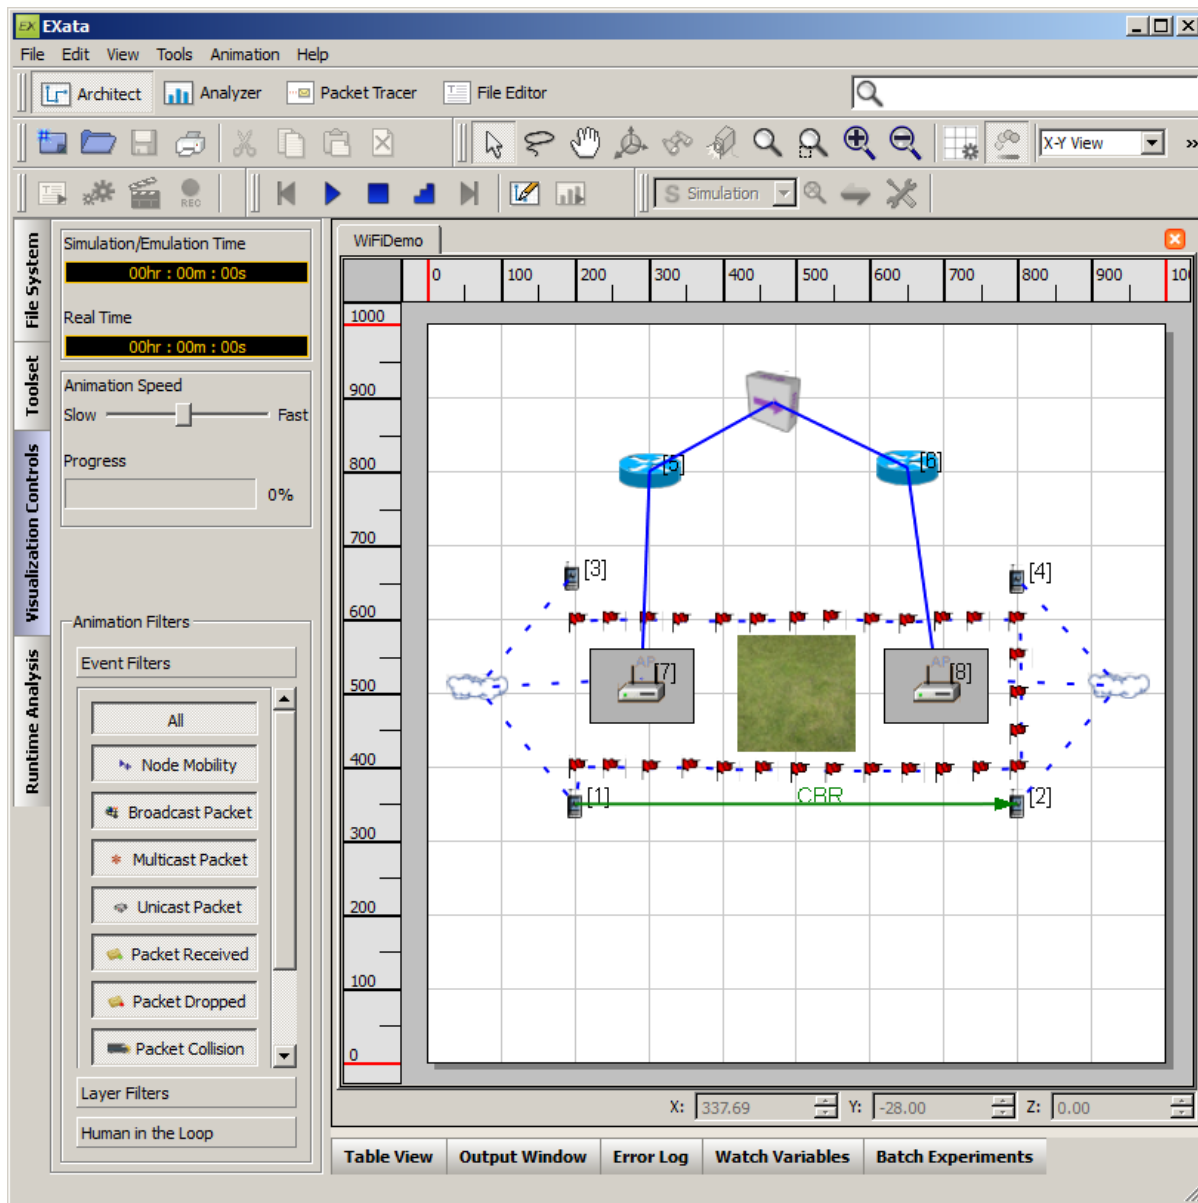 EX EXata
File Edit View Tools Animation Help
Architect Analyzer Packet Tracer File Editor
X-Y View »
REC S Simulation
File System
Toolset
Visualization Controls
Runtime Analysis
Simulation/Emulation Time
00hr : 00m : 00s
Real Time
00hr : 00m : 00s
Animation Speed
Slow Fast
Progress
0%
Animation Filters
Event Filters
All
Node Mobility
Broadcast Packet
Multicast Packet
Unicast Packet
Packet Received
Packet Dropped
Packet Collision
Layer Filters
Human in the Loop
WiFiDemo
0 100 200 300 400 500 600 700 800 900 10
1000
900
800
700
600
500
400
300
200
100
0
[5] [6]
[3] [4]
AP AP
[7] [8]
[1] CBR [2]
X: 337.69 Y: -28.00 Z: 0.00
Table View Output Window Error Log Watch Variables Batch Experiments